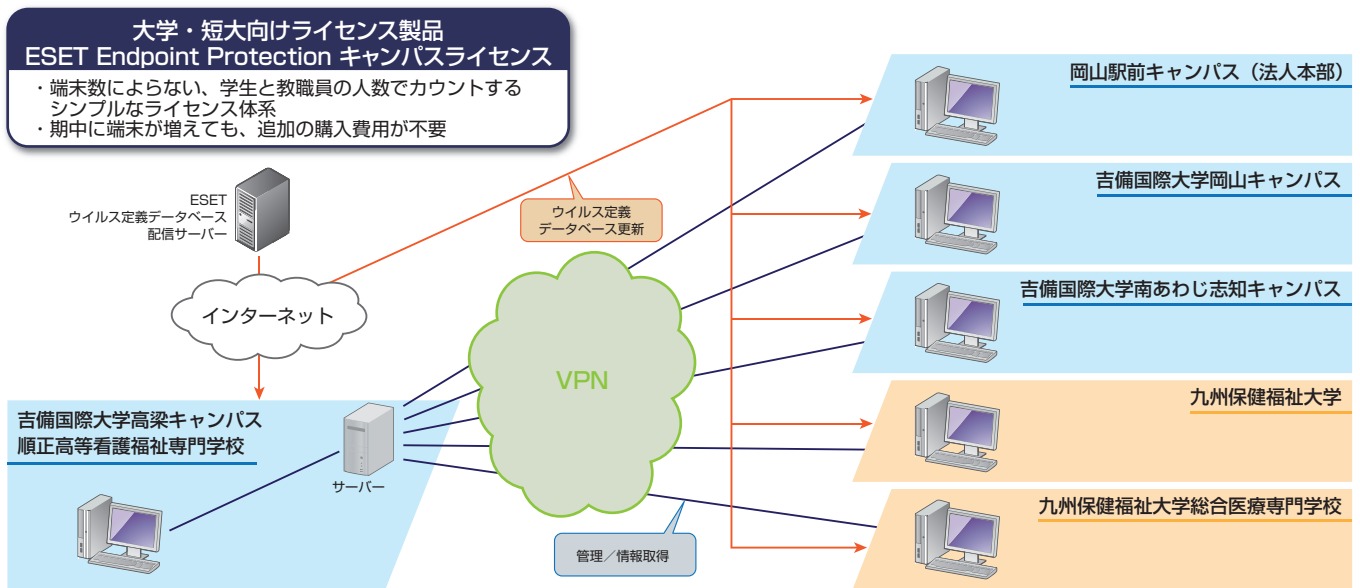 大学・短大向けライセンス製品
ESET Endpoint Protection キャンパスライセンス
・端末数によらない、学生と教職員の人数でカウントする
シンプルなライセンス体系
・期中に端末が増えても、追加の購入費用が不要
ESET
ウイルス定義データベース
配信サーバー
インターネット
ウイルス定義
データベース更新
VPN
吉備国際大学高梁キャンパス
順正高等看護福祉専門学校
サーバー
管理／情報取得
岡山駅前キャンパス（法人本部）
吉備国際大学岡山キャンパス
吉備国際大学南あわじ志知キャンパス
九州保健福祉大学
九州保健福祉大学総合医療専門学校